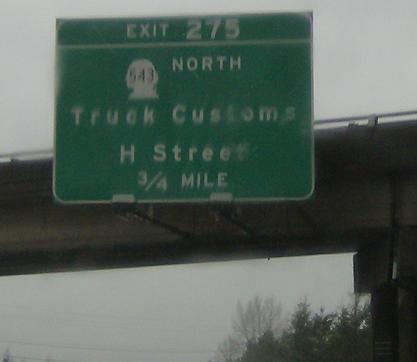 EXIT 275
543 NORTH
Truck Customs
H Street
3/4 MILE